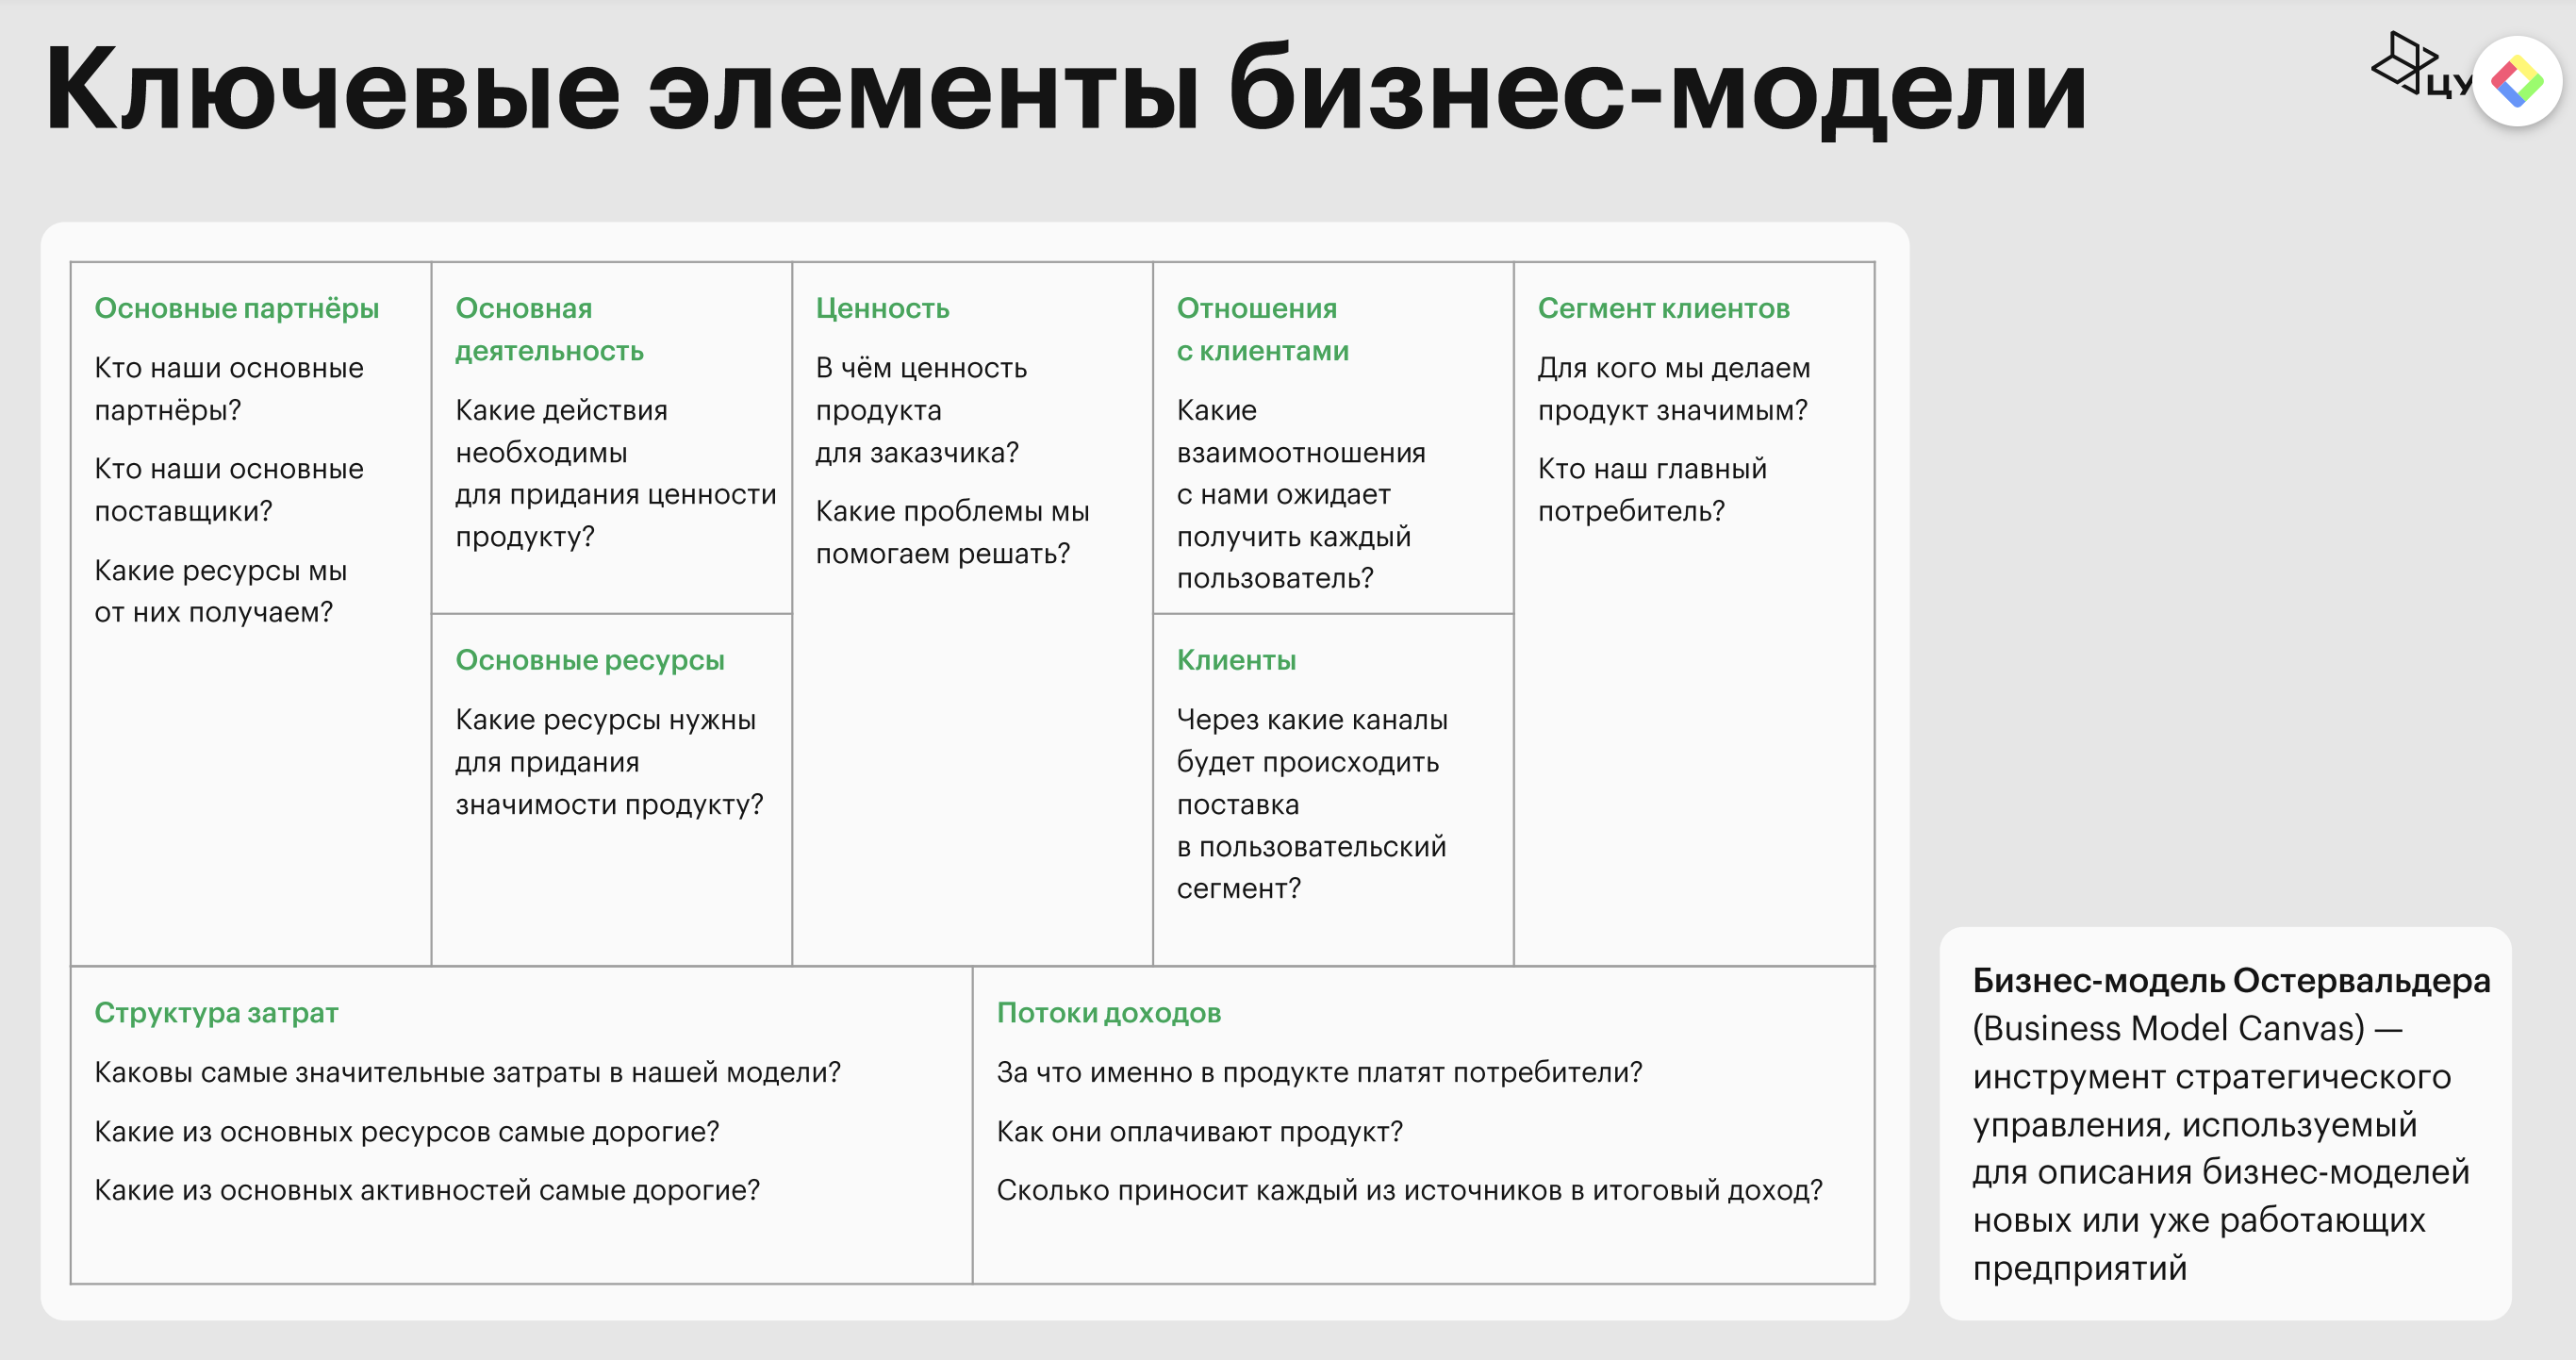 Ключевые элементы бизнес-модели
ЦУ
Основные партнёры
Кто наши основные
партнёры?
Кто наши основные
поставщики?
Какие ресурсы мы
от них получаем?
Основная
деятельность
Какие действия
необходимы
для придания ценности
продукту?
Основные ресурсы
Какие ресурсы нужны
для придания
значимости продукту?
Ценность
В чём ценность
продукта
для заказчика?
Какие проблемы мы
помогаем решать?
Отношения
с клиентами
Какие
взаимоотношения
с нами ожидает
получить каждый
пользователь?
Клиенты
Через какие каналы
будет происходить
поставка
в пользовательский
сегмент?
Сегмент клиентов
Для кого мы делаем
продукт значимым?
Кто наш главный
потребитель?
Структура затрат
Каковы самые значительные затраты в нашей модели?
Какие из основных ресурсов самые дорогие?
Какие из основных активностей самые дорогие?
Потоки доходов
За что именно в продукте платят потребители?
Как они оплачивают продукт?
Сколько приносит каждый из источников в итоговый доход?
Бизнес-модель Остервальдера
(Business Model Canvas) —
инструмент стратегического
управления, используемый
для описания бизнес-моделей
новых или уже работающих
предприятий